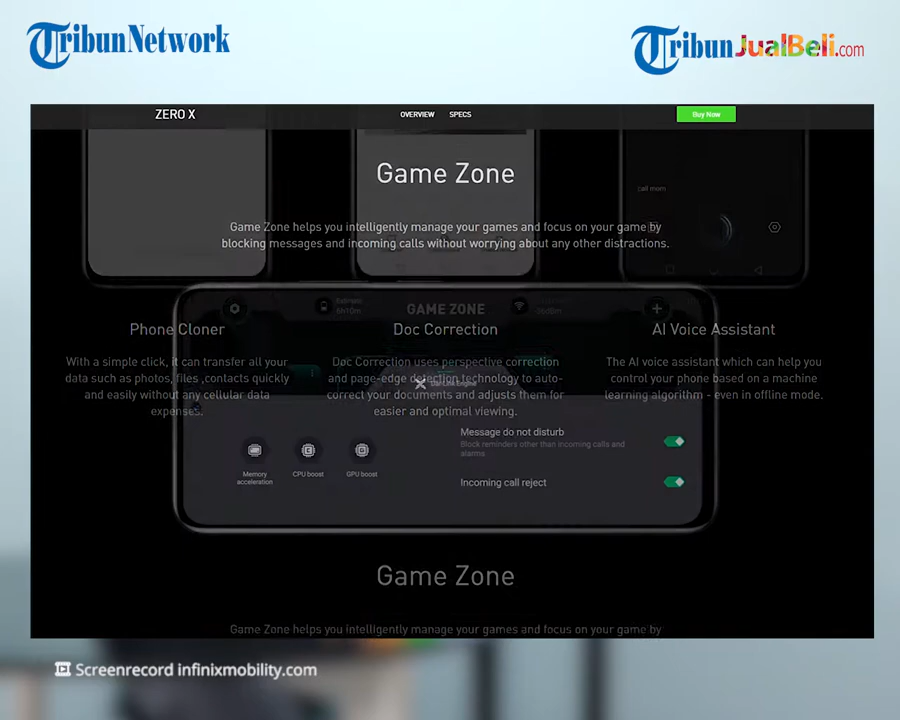 TribunNetwork
TribunJualBeli.com
ZERO X
OVERVIEW
SPECS
Buy Now
Game Zone
call mom
Game Zone helps you intelligently manage your games and focus on your game by
blocking messages and incoming calls without worrying about any other distractions.
6h10m
GAME ZONE
Phone Cloner
With a simple click, it can transfer all your
data such as photos, files ,contacts quickly
and easily without any cellular data
expenses.
Doc Correction
Doc Correction uses perspective correction
and page-edge detection technology to auto-
correct your documents and adjusts them for
easier and optimal viewing.
AI Voice Assistant
The AI voice assistant which can help you
control your phone based on a machine
learning algorithm - even in offline mode.
Memory
acceleration
CPU boost
GPU boost
Message do not disturb
Block reminders other than incoming calls and
alarms
Incoming call reject
Game Zone
Game Zone helps you intelligently manage your games and focus on your game by
Screenrecord infinixmobility.com